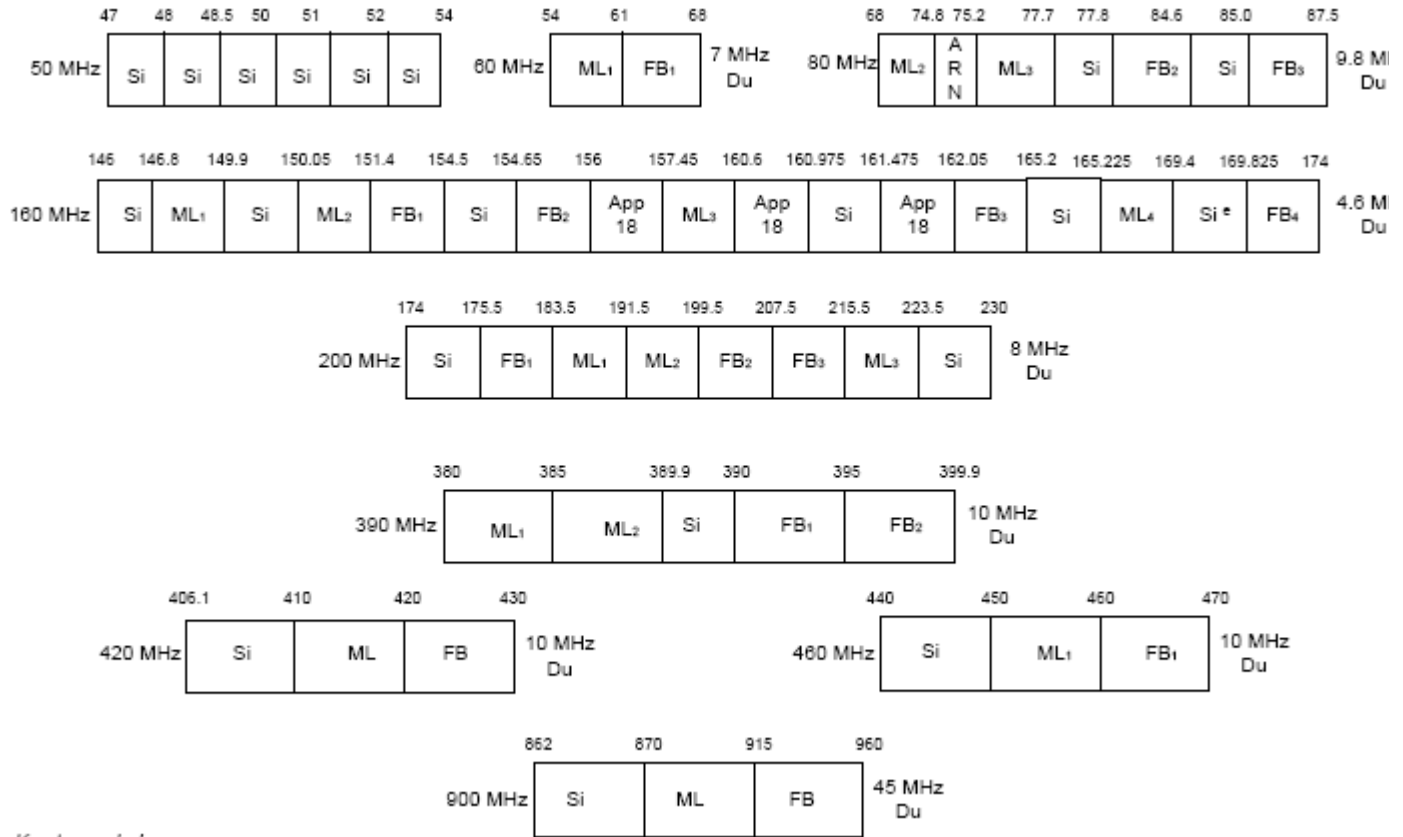 47 48 48.5 50 51 52 54
50 MHz Si Si Si Si Si Si
54 61 68
60 MHz ML₁ FB₁ 7 MHz Du
68 74.8 75.2 77.7 77.8 84.6 85.0 87.5
80 MHz ML₂ ARN ML₃ Si FB₂ Si FB₃ 9.8 Du
146 146.8 149.9 150.05 151.4 154.5 154.65 156 157.45 160.6 160.975 161.475 162.05 165.2 165.225 169.4 169.825 174
160 MHz Si ML₁ Si ML₂ FB₁ Si FB₂ App 18 ML₃ App 18 Si App 18 FB₃ Si ML₄ Si ᵉ FB₄ 4.6 Du
174 175.5 183.5 191.5 199.5 207.5 215.5 223.5 230
200 MHz Si FB₁ ML₁ ML₂ FB₂ FB₃ ML₃ Si 8 MHz Du
380 385 389.9 390 395 399.9
390 MHz ML₁ ML₂ Si FB₁ FB₂ 10 MHz Du
406.1 410 420 430
420 MHz Si ML FB 10 MHz Du
440 450 460 470
460 MHz Si ML₁ FB₁ 10 MHz Du
862 870 915 960
900 MHz Si ML FB 45 MHz Du